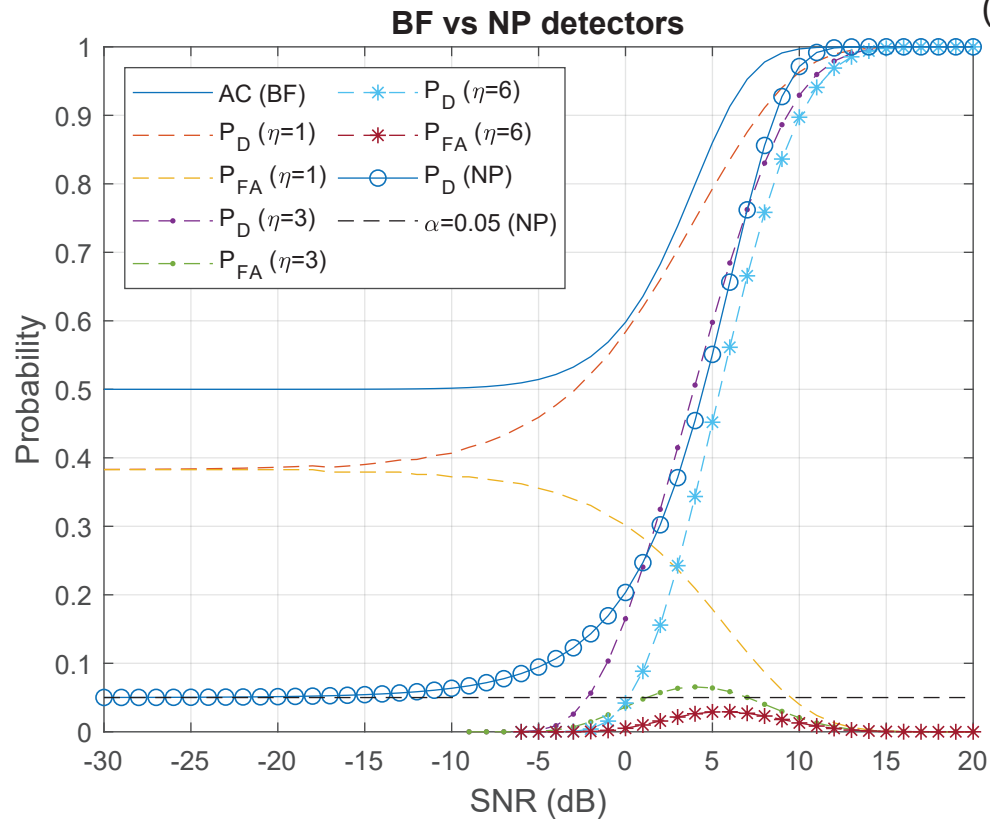 BF vs NP detectors
(
AC (BF)
P_D (η=1)
P_FA (η=1)
P_D (η=3)
P_FA (η=3)
P_D (η=6)
P_FA (η=6)
P_D (NP)
α=0.05 (NP)
Probability
1
0.9
0.8
0.7
0.6
0.5
0.4
0.3
0.2
0.1
0
-30 -25 -20 -15 -10 -5 0 5 10 15 20
SNR (dB)